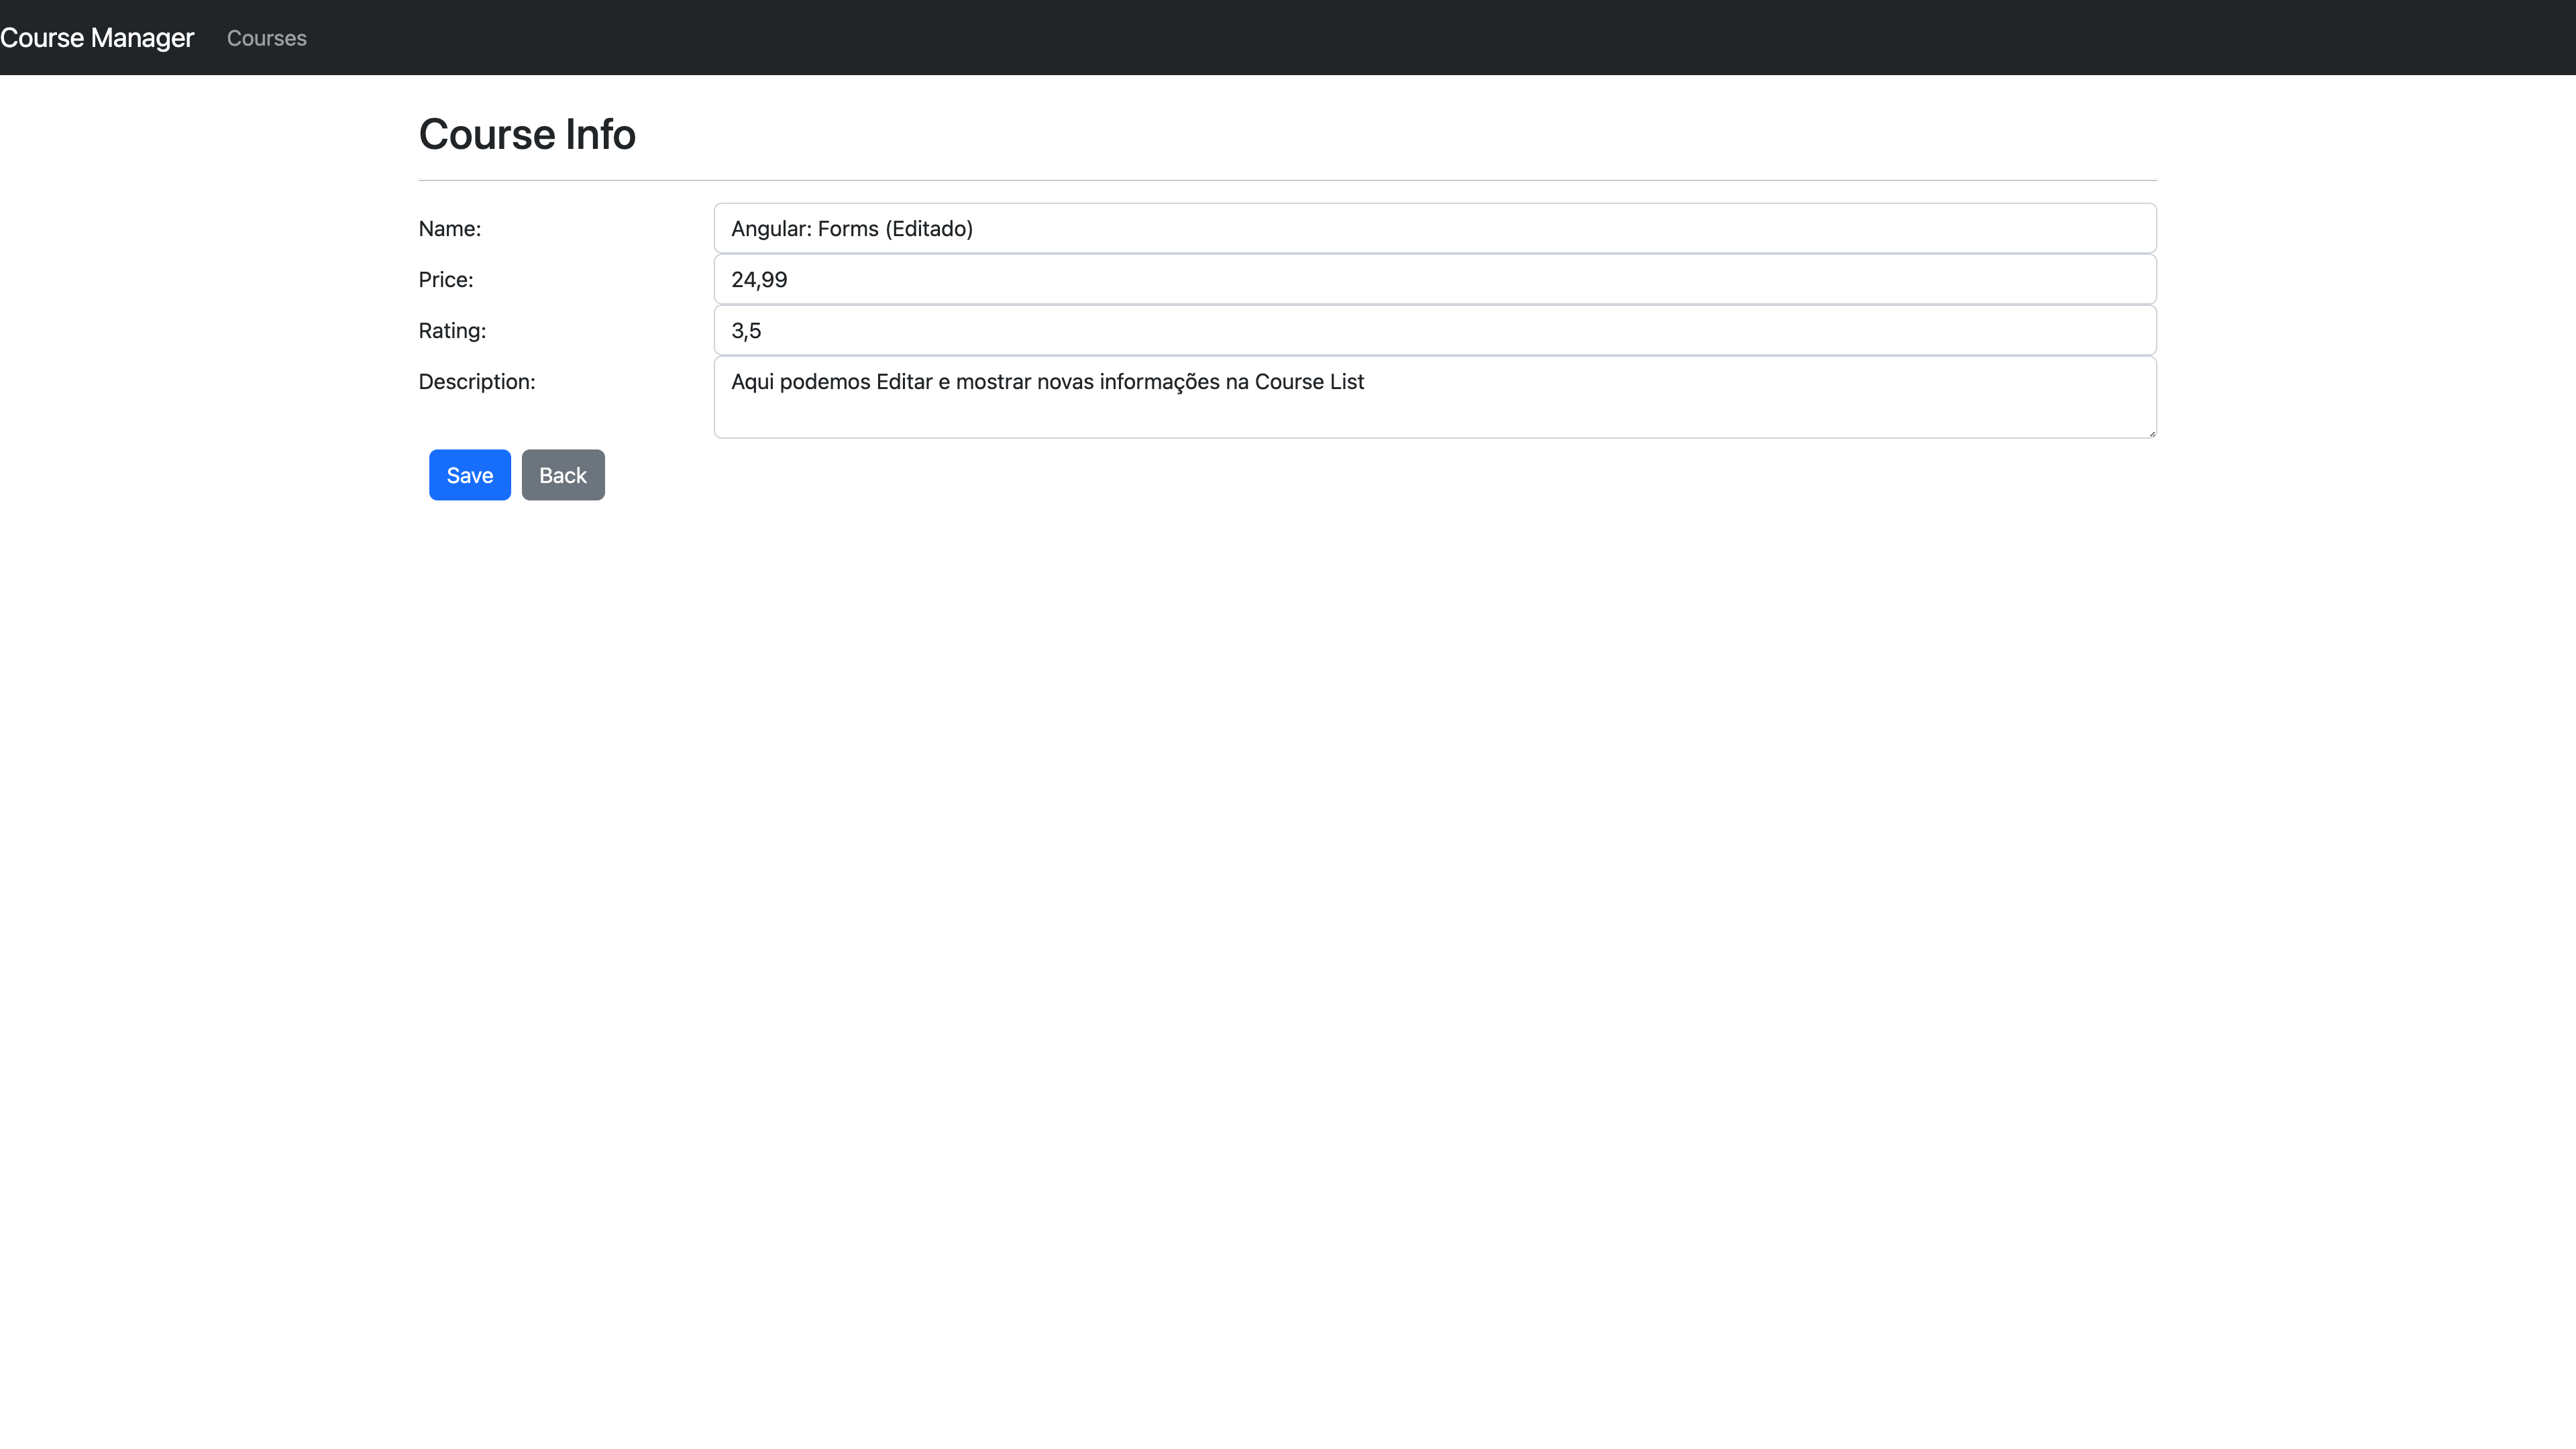 Course Manager Courses
Course Info
Name: Angular: Forms (Editado)
Price: 24,99
Rating: 3,5
Description: Aqui podemos Editar e mostrar novas informações na Course List
Save Back